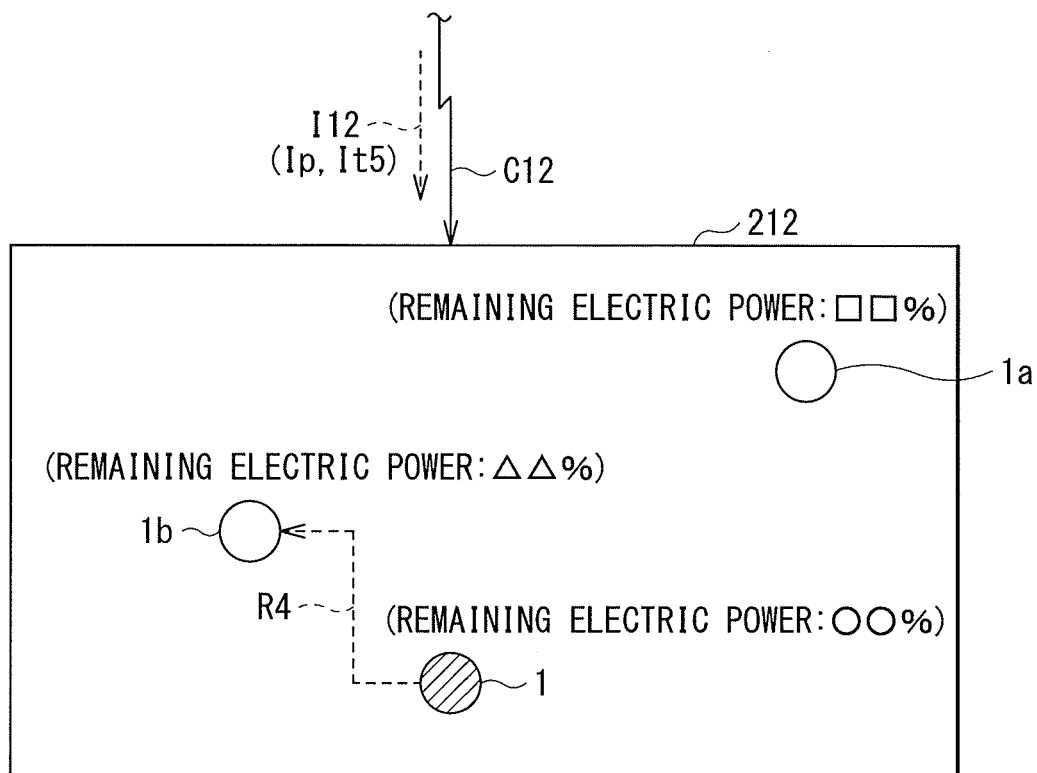 I12
(Ip, It5)
C12
212
(REMAINING ELECTRIC POWER:□□%)
1a
(REMAINING ELECTRIC POWER:△△%)
1b
R4
(REMAINING ELECTRIC POWER:○○%)
1